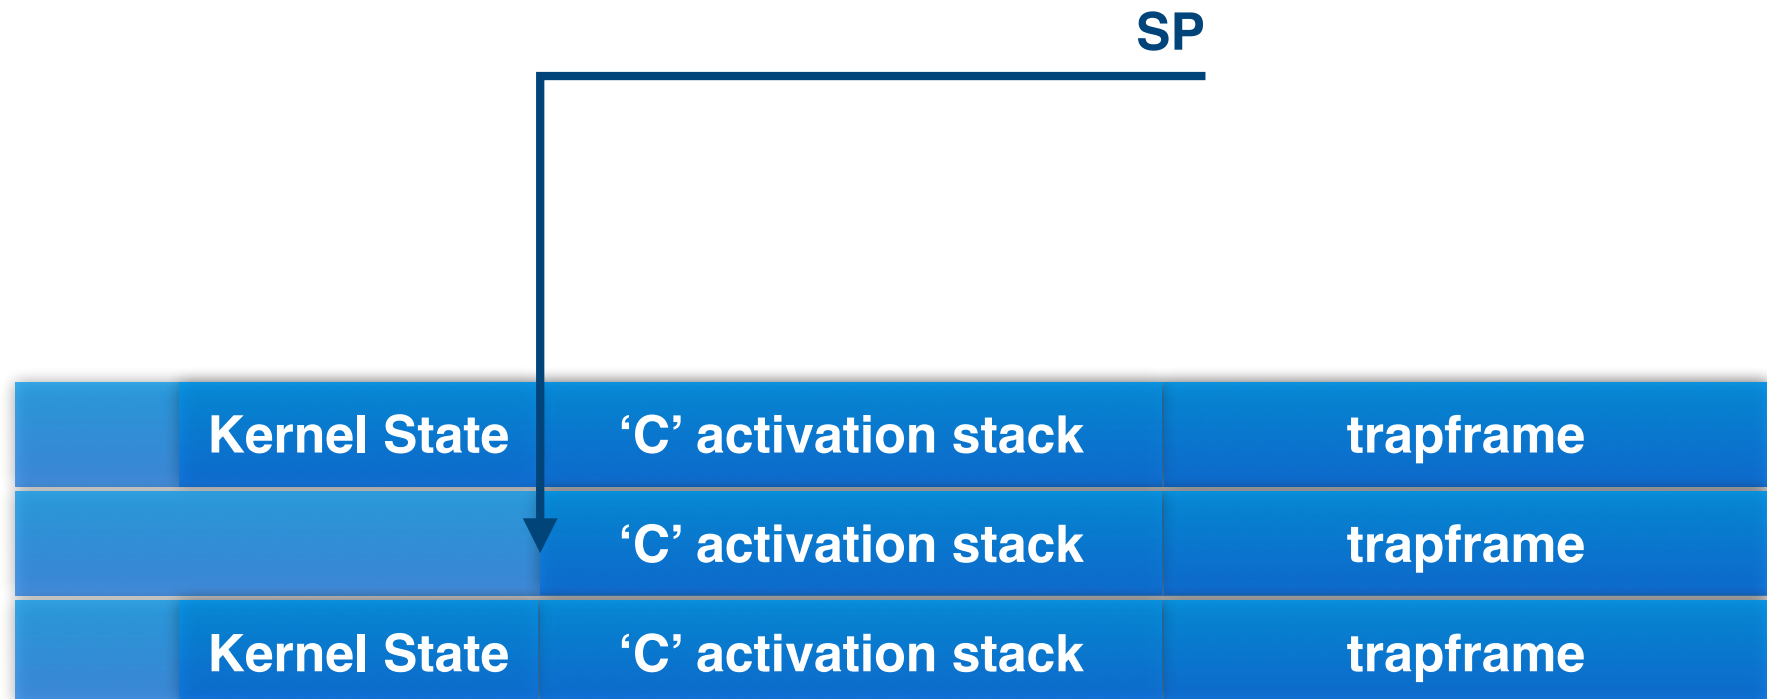 SP
Kernel State ‘C’ activation stack trapframe
‘C’ activation stack trapframe
Kernel State ‘C’ activation stack trapframe